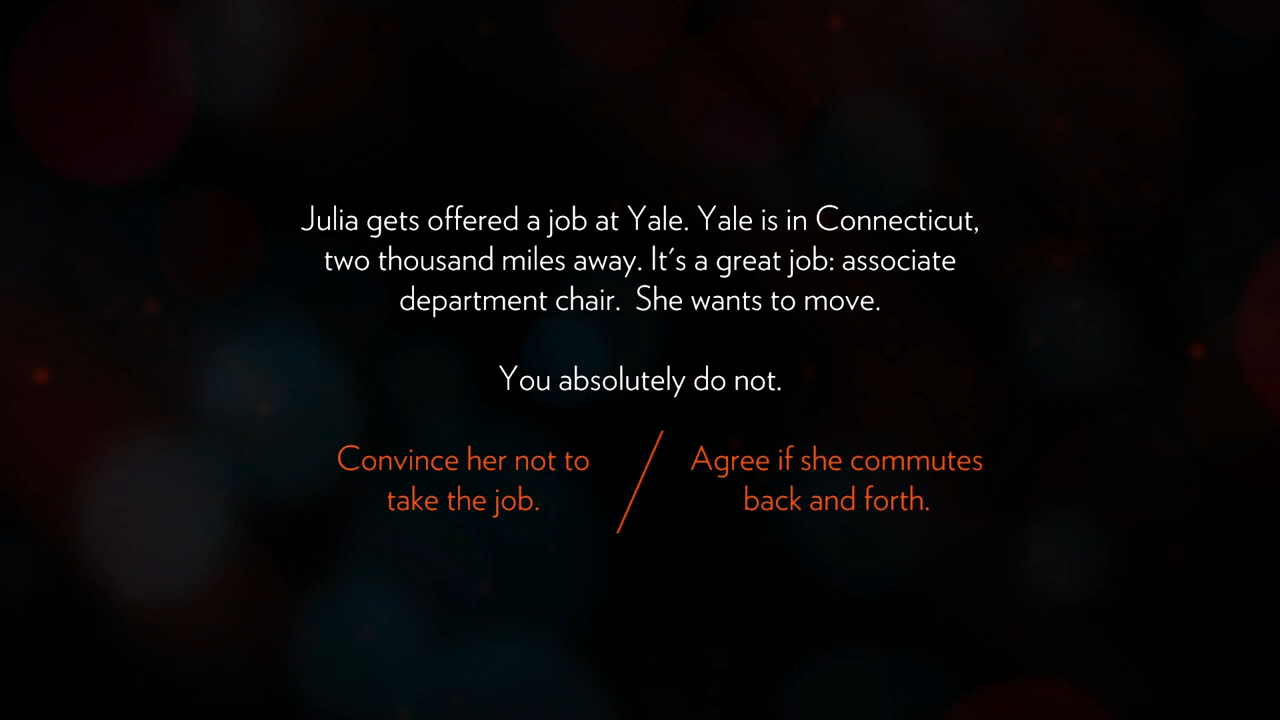 Julia gets offered a job at Yale. Yale is in Connecticut,
two thousand miles away. It's a great job: associate
department chair.  She wants to move.
You absolutely do not.
Convince her not to
take the job.
Agree if she commutes
back and forth.